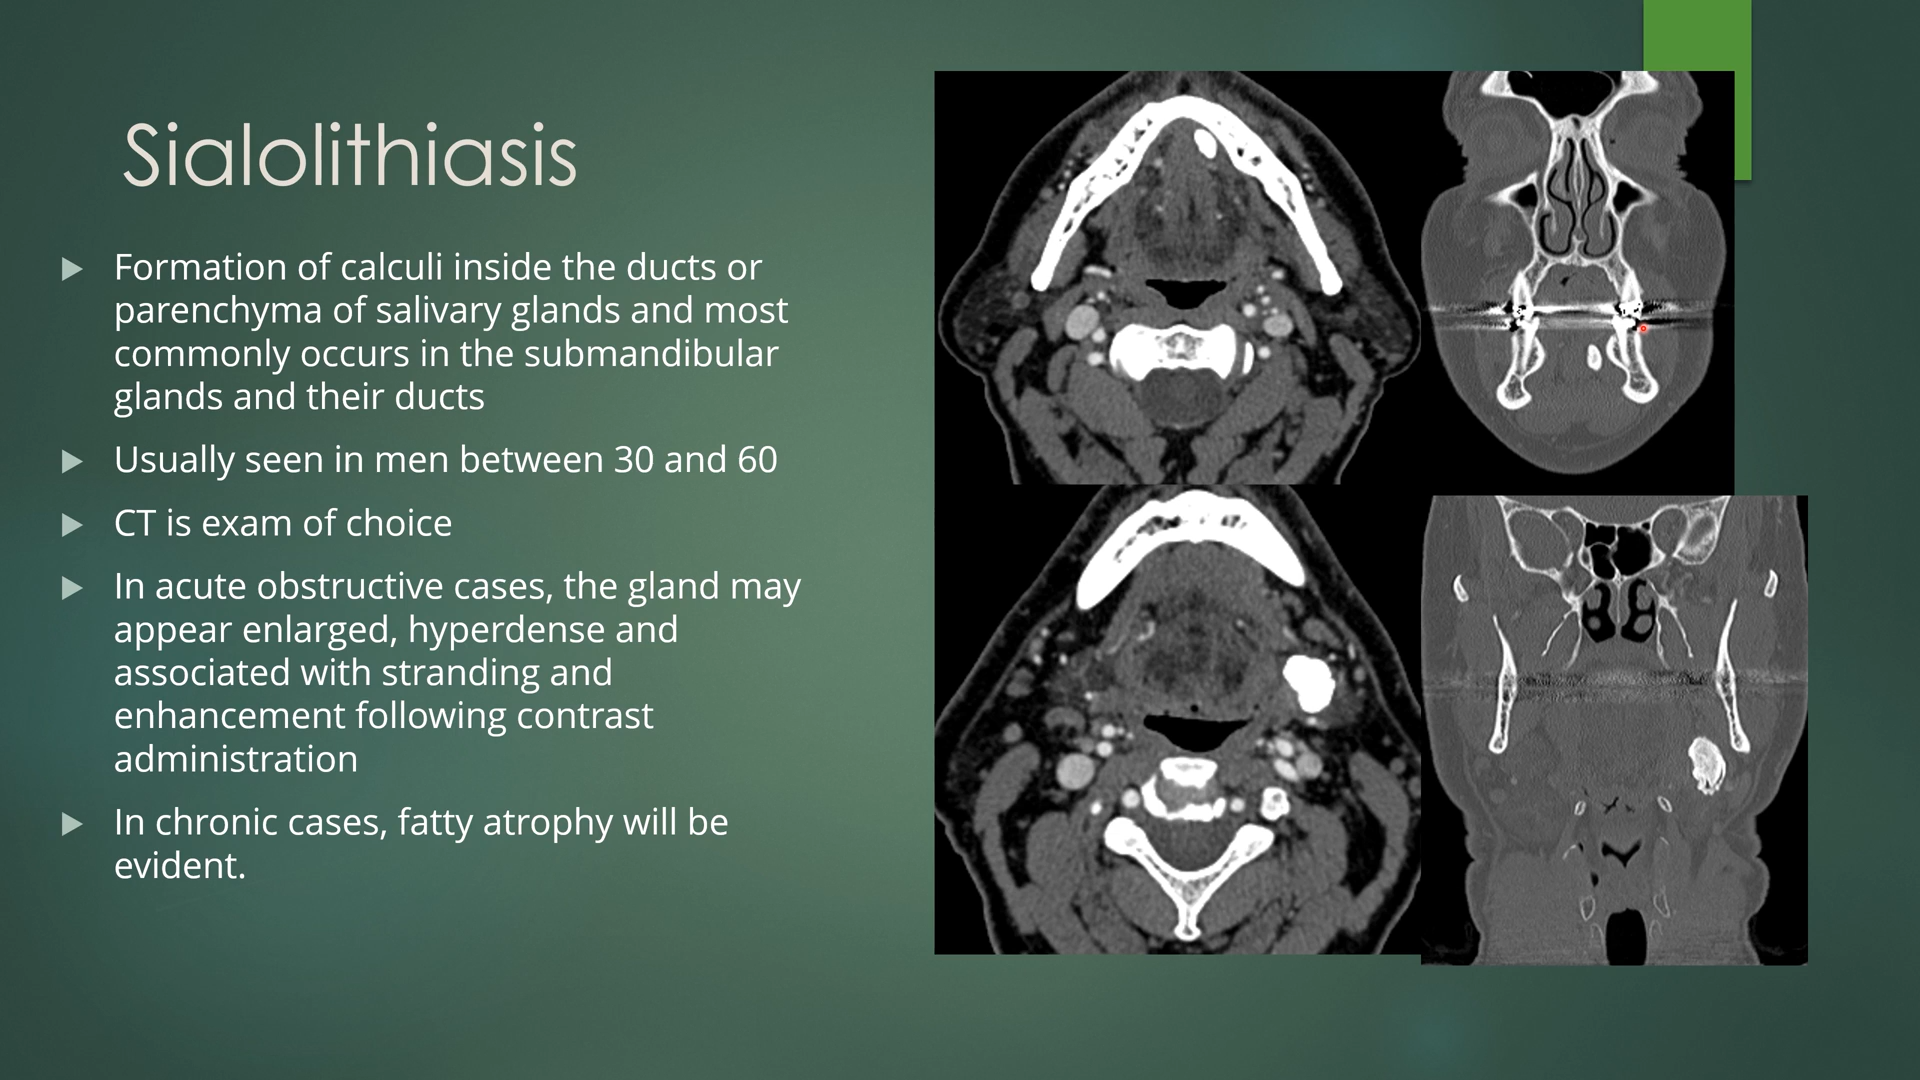 Sialolithiasis
Formation of calculi inside the ducts or
parenchyma of salivary glands and most
commonly occurs in the submandibular
glands and their ducts
Usually seen in men between 30 and 60
CT is exam of choice
In acute obstructive cases, the gland may
appear enlarged, hyperdense and
associated with stranding and
enhancement following contrast
administration
In chronic cases, fatty atrophy will be
evident.